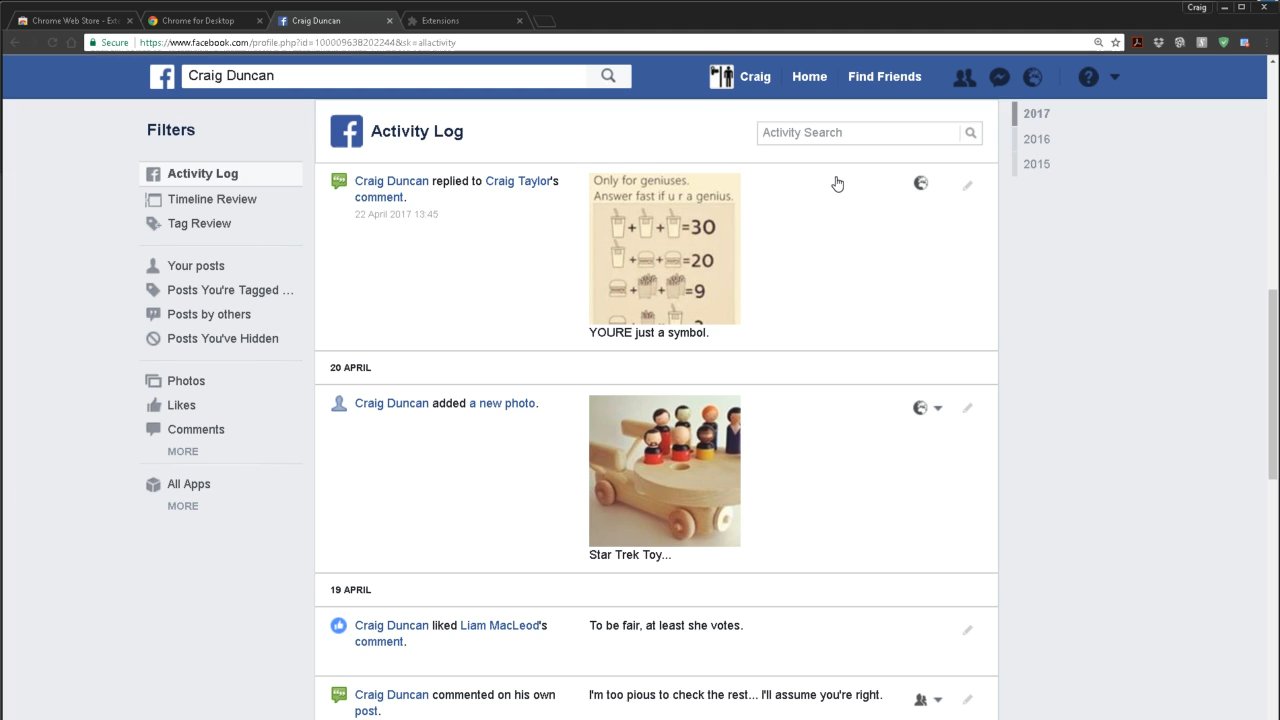 Craig
Chrome Web Store - Exte
Chrome for Desktop
Craig Duncan
Extensions
Secure
https://www.facebook.com/profile.php?id=100009638202244&sk=allactivity
Craig Duncan
Craig
Home
Find Friends
Filters
Activity Log
Timeline Review
Tag Review
Your posts
Posts You're Tagged ...
Posts by others
Posts You've Hidden
Photos
Likes
Comments
MORE
All Apps
MORE
Activity Log
Activity Search
Craig Duncan replied to Craig Taylor's
comment.
22 April 2017 13:45
Only for geniuses.
Answer fast if u r a genius.
+ + =30
+ + =20
+ + =9
YOURE just a symbol.
20 APRIL
Craig Duncan added a new photo.
Star Trek Toy...
19 APRIL
Craig Duncan liked Liam MacLeod's
comment.
To be fair, at least she votes.
Craig Duncan commented on his own
post.
I'm too pious to check the rest... I'll assume you're right.
2017
2016
2015